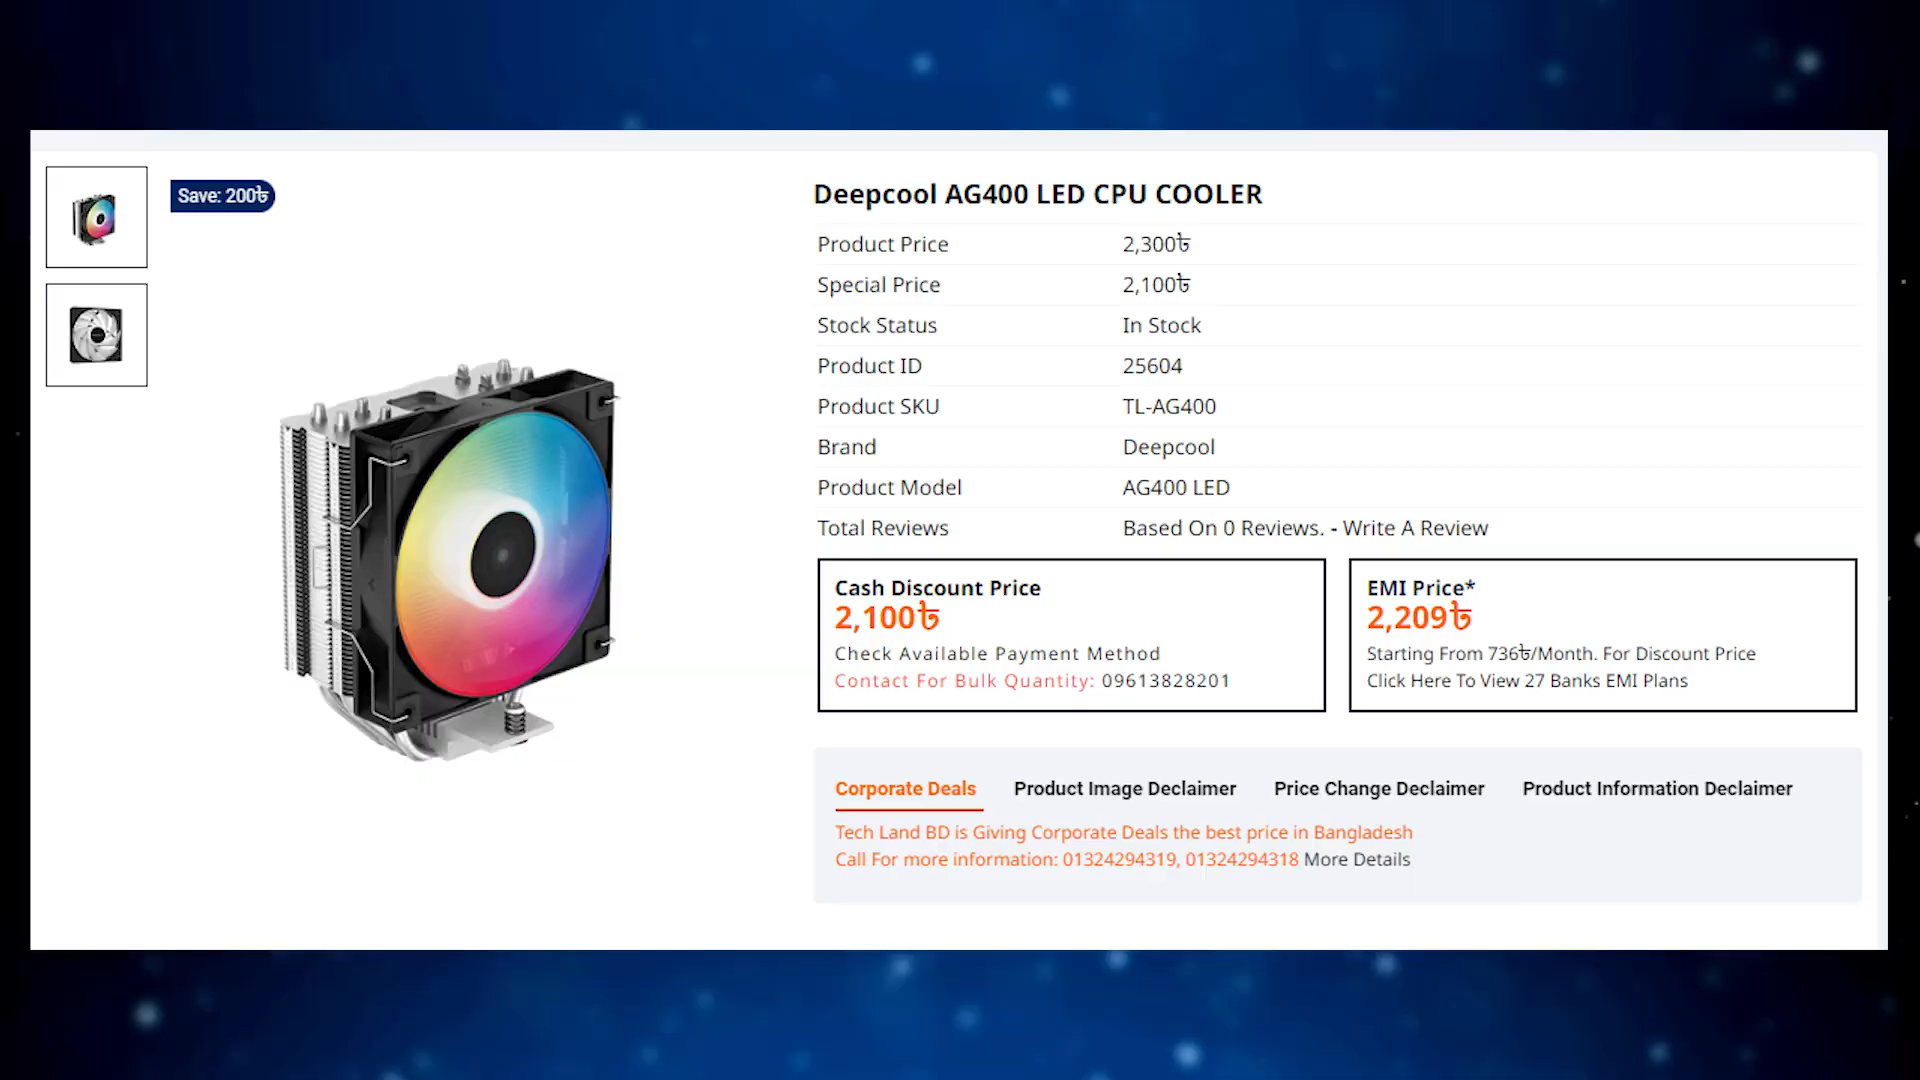 Save: 200৳
Deepcool AG400 LED CPU COOLER
Product Price 2,300৳
Special Price 2,100৳
Stock Status In Stock
Product ID 25604
Product SKU TL-AG400
Brand Deepcool
Product Model AG400 LED
Total Reviews Based On 0 Reviews. - Write A Review
Cash Discount Price
2,100৳
Check Available Payment Method
Contact For Bulk Quantity: 09613828201
EMI Price*
2,209৳
Starting From 736৳/Month. For Discount Price
Click Here To View 27 Banks EMI Plans
Corporate Deals Product Image Declaimer Price Change Declaimer Product Information Declaimer
Tech Land BD is Giving Corporate Deals the best price in Bangladesh
Call For more information: 01324294319, 01324294318 More Details